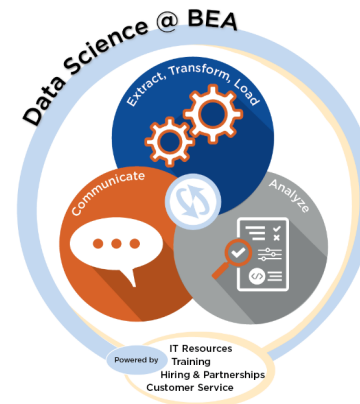 Data Science @ BEA
Extract, Transform, Load
Communicate
Analyze
Powered by
IT Resources
Training
Hiring & Partnerships
Customer Service